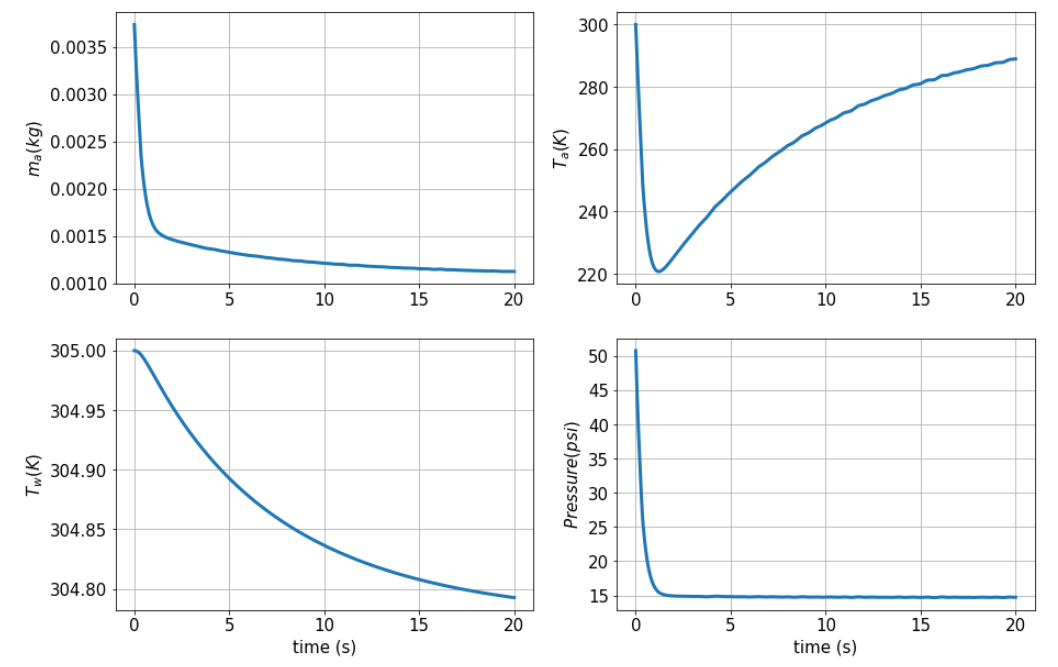 m_a(kg)
0.0035
0.0030
0.0025
0.0020
0.0015
0.0010
0 5 10 15 20
T_a(K)
300
280
260
240
220
0 5 10 15 20
T_w(K)
305.00
304.95
304.90
304.85
304.80
0 5 10 15 20
time (s)
Pressure(psi)
50
45
40
35
30
25
20
15
0 5 10 15 20
time (s)